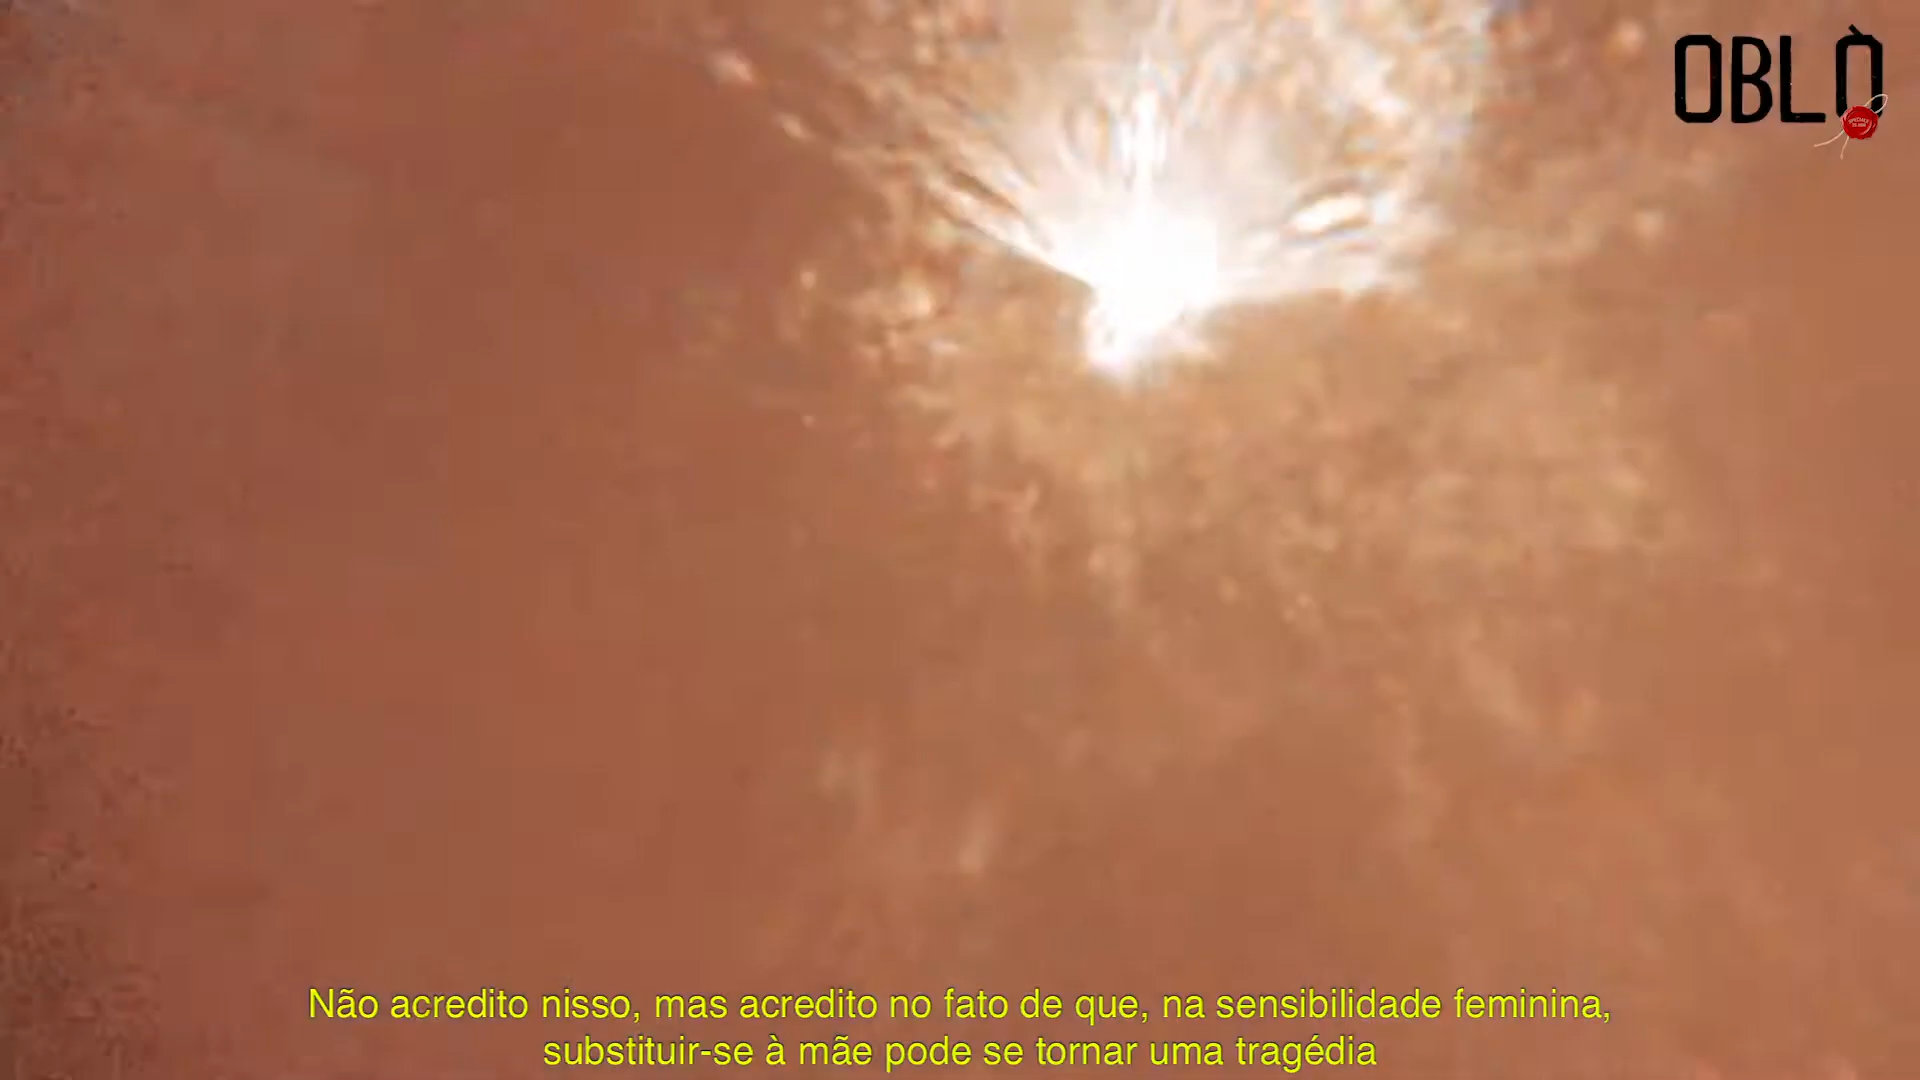 OBLÒ
Não acredito nisso, mas acredito no fato de que, na sensibilidade feminina,
substituir-se à mãe pode se tornar uma tragédia